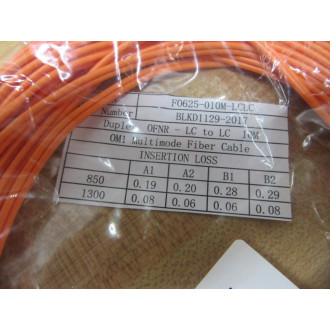 FO625-010M-LCLC
BLKD1129-2017
Duplex OFNR - LC to LC 10M
OM1 Multimode Fiber Cable
INSERTION LOSS
A1 A2 B1 B2
850 0.19 0.20 0.28 0.29
1300 0.08 0.06 0.06 0.08